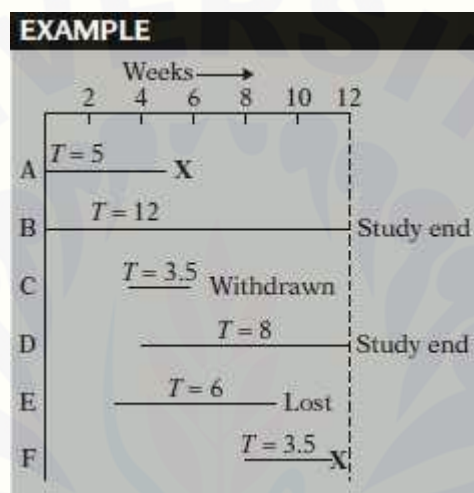 EXAMPLE
Weeks
2 4 6 8 10 12
T = 5
A X
T = 12
B Study end
T = 3.5
C Withdrawn
T = 8
D Study end
T = 6
E Lost
T = 3.5
F X